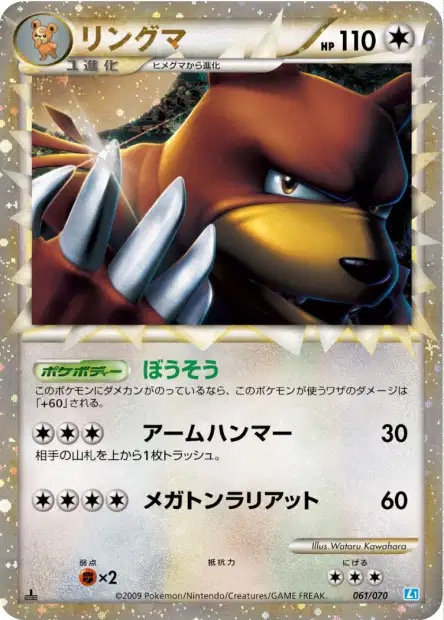 リングマ
HP 110
1進化
ヒメグマから進化
ポケボディー ぼうそう
このポケモンにダメカンがのっているなら、このポケモンが使うワザのダメージは
「+60」される。
アームハンマー 30
相手の山札を上から1枚トラッシュ。
メガトンラリアット 60
Illus. Wataru Kawahara
弱点 抵抗力 にげる
×2
1 061/070 L1
©2009 Pokémon/Nintendo/Creatures/GAME FREAK.